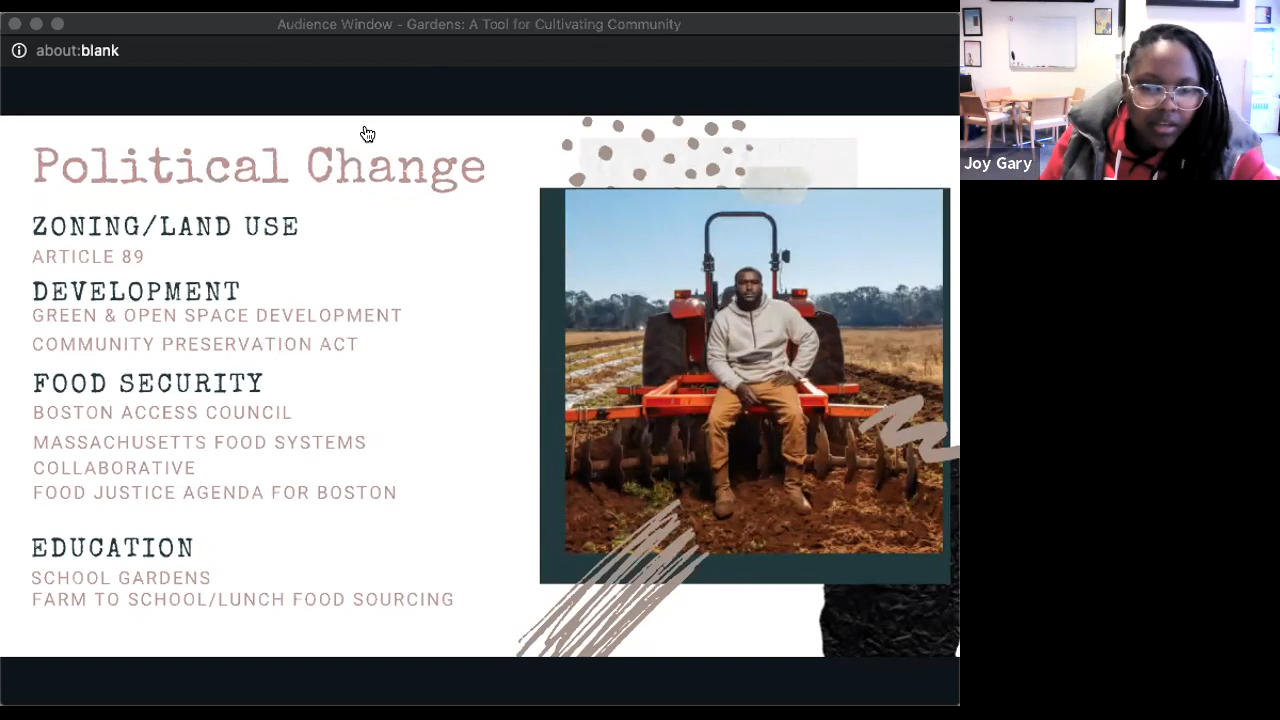 Audience Window - Gardens: A Tool for Cultivating Community
about:blank
Political Change
ZONING/LAND USE
ARTICLE 89
DEVELOPMENT
GREEN & OPEN SPACE DEVELOPMENT
COMMUNITY PRESERVATION ACT
FOOD SECURITY
BOSTON ACCESS COUNCIL
MASSACHUSETTS FOOD SYSTEMS
COLLABORATIVE
FOOD JUSTICE AGENDA FOR BOSTON
EDUCATION
SCHOOL GARDENS
FARM TO SCHOOL/LUNCH FOOD SOURCING
Joy Gary